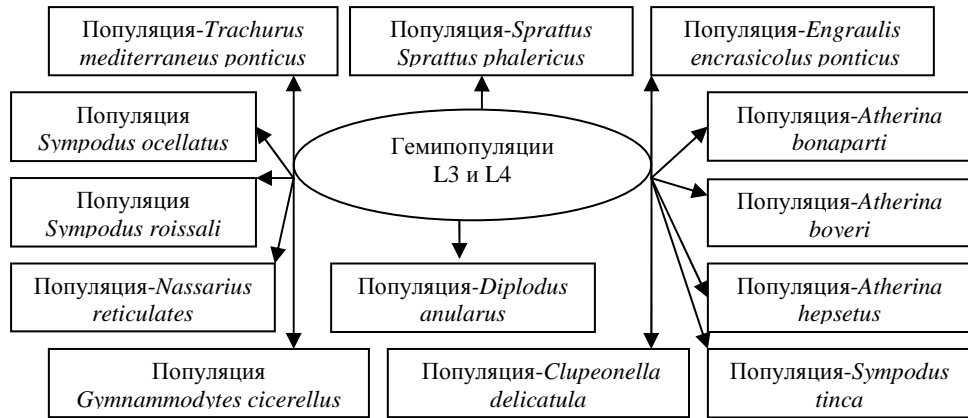 Популяция-Trachurus
mediterraneus ponticus
Популяция-Sprattus
Sprattus phalericus
Популяция-Engraulis
encrasicolus ponticus
Популяция
Sympodus ocellatus
Гемипопуляции
L3 и L4
Популяция-Atherina
bonaparti
Популяция
Sympodus roissali
Популяция-Atherina
boyeri
Популяция-Nassarius
reticulates
Популяция-Diplodus
anularus
Популяция-Atherina
hepsetus
Популяция
Gymnammodytes cicerellus
Популяция-Clupeonella
delicatula
Популяция-Sympodus
tinca